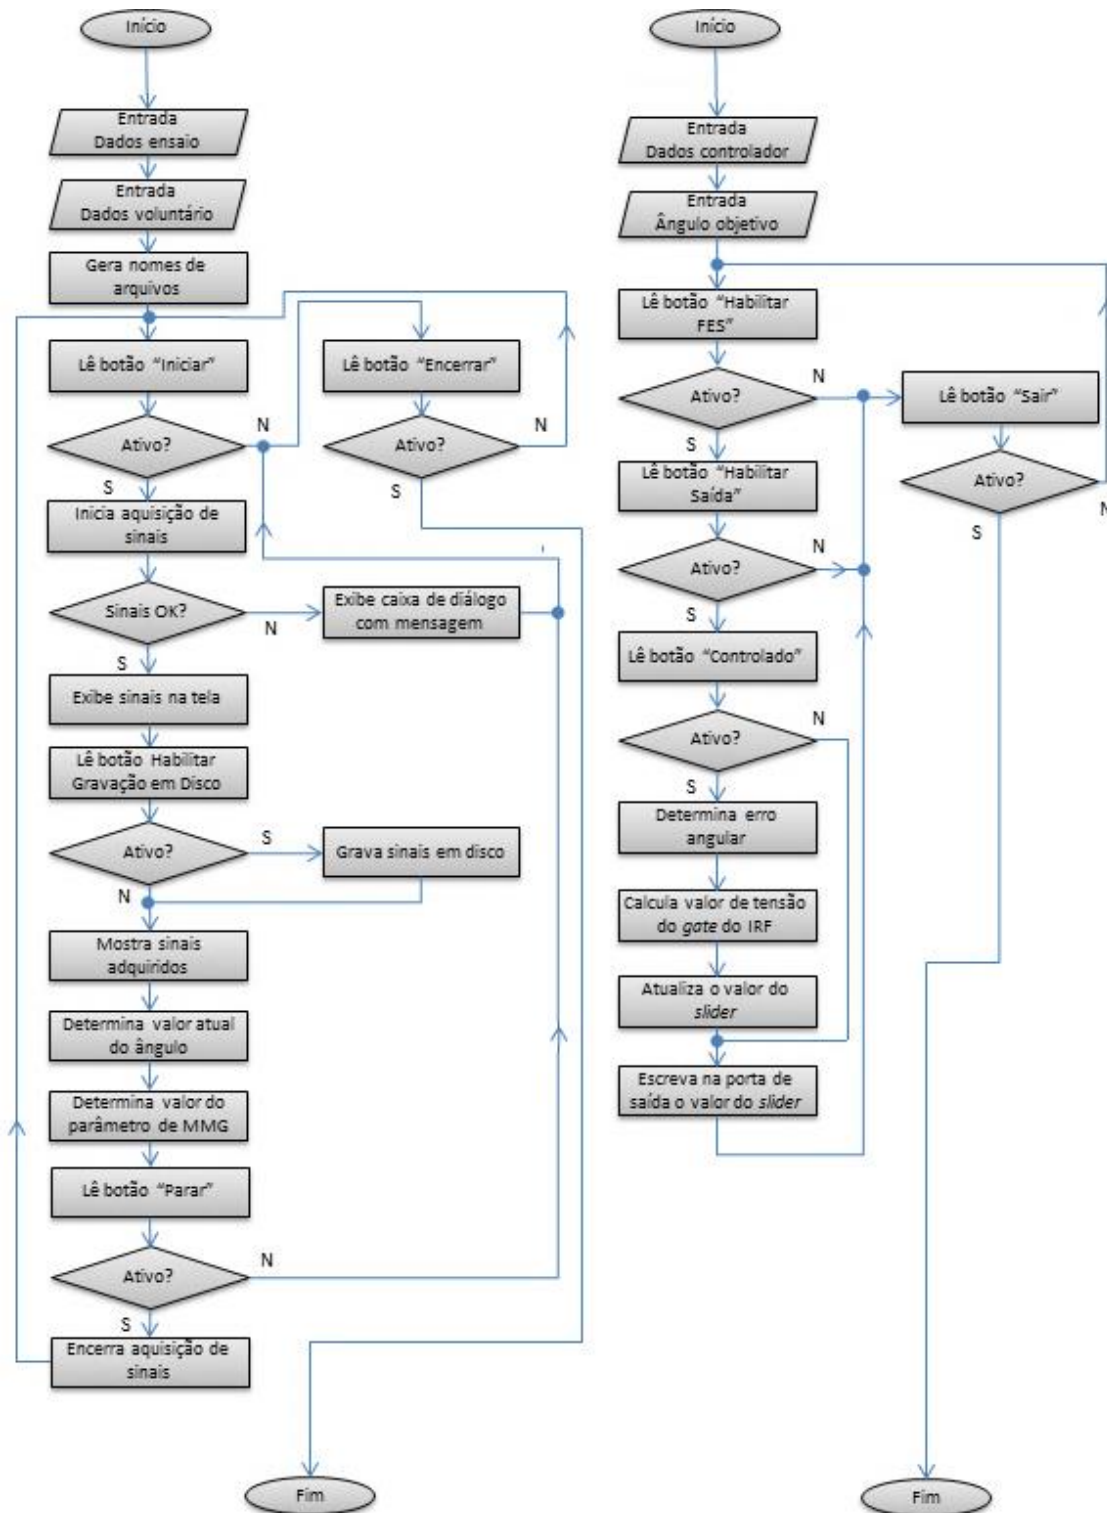 Início
Entrada
Dados ensaio
Entrada
Dados voluntário
Gera nomes de
arquivos
Lê botão “Iniciar”
Ativo?
N
S
Lê botão “Encerrar”
Ativo?
N
S
Inicia aquisição de
sinais
Sinais OK?
N
S
Exibe caixa de diálogo
com mensagem
Exibe sinais na tela
Lê botão Habilitar
Gravação em Disco
Ativo?
S
N
Grava sinais em disco
Mostra sinais
adquiridos
Determina valor atual
do ângulo
Determina valor do
parâmetro de MMG
Lê botão “Parar”
Ativo?
N
S
Encerra aquisição de
sinais
Fim
Início
Entrada
Dados controlador
Entrada
Ângulo objetivo
Lê botão “Habilitar
FES”
Ativo?
N
S
Lê botão “Sair”
Ativo?
N
S
Lê botão “Habilitar
Saída”
Ativo?
N
S
Lê botão “Controlado”
Ativo?
N
S
Determina erro
angular
Calcula valor de tensão
do gate do IRF
Atualiza o valor do
slider
Escreva na porta de
saída o valor do slider
Fim